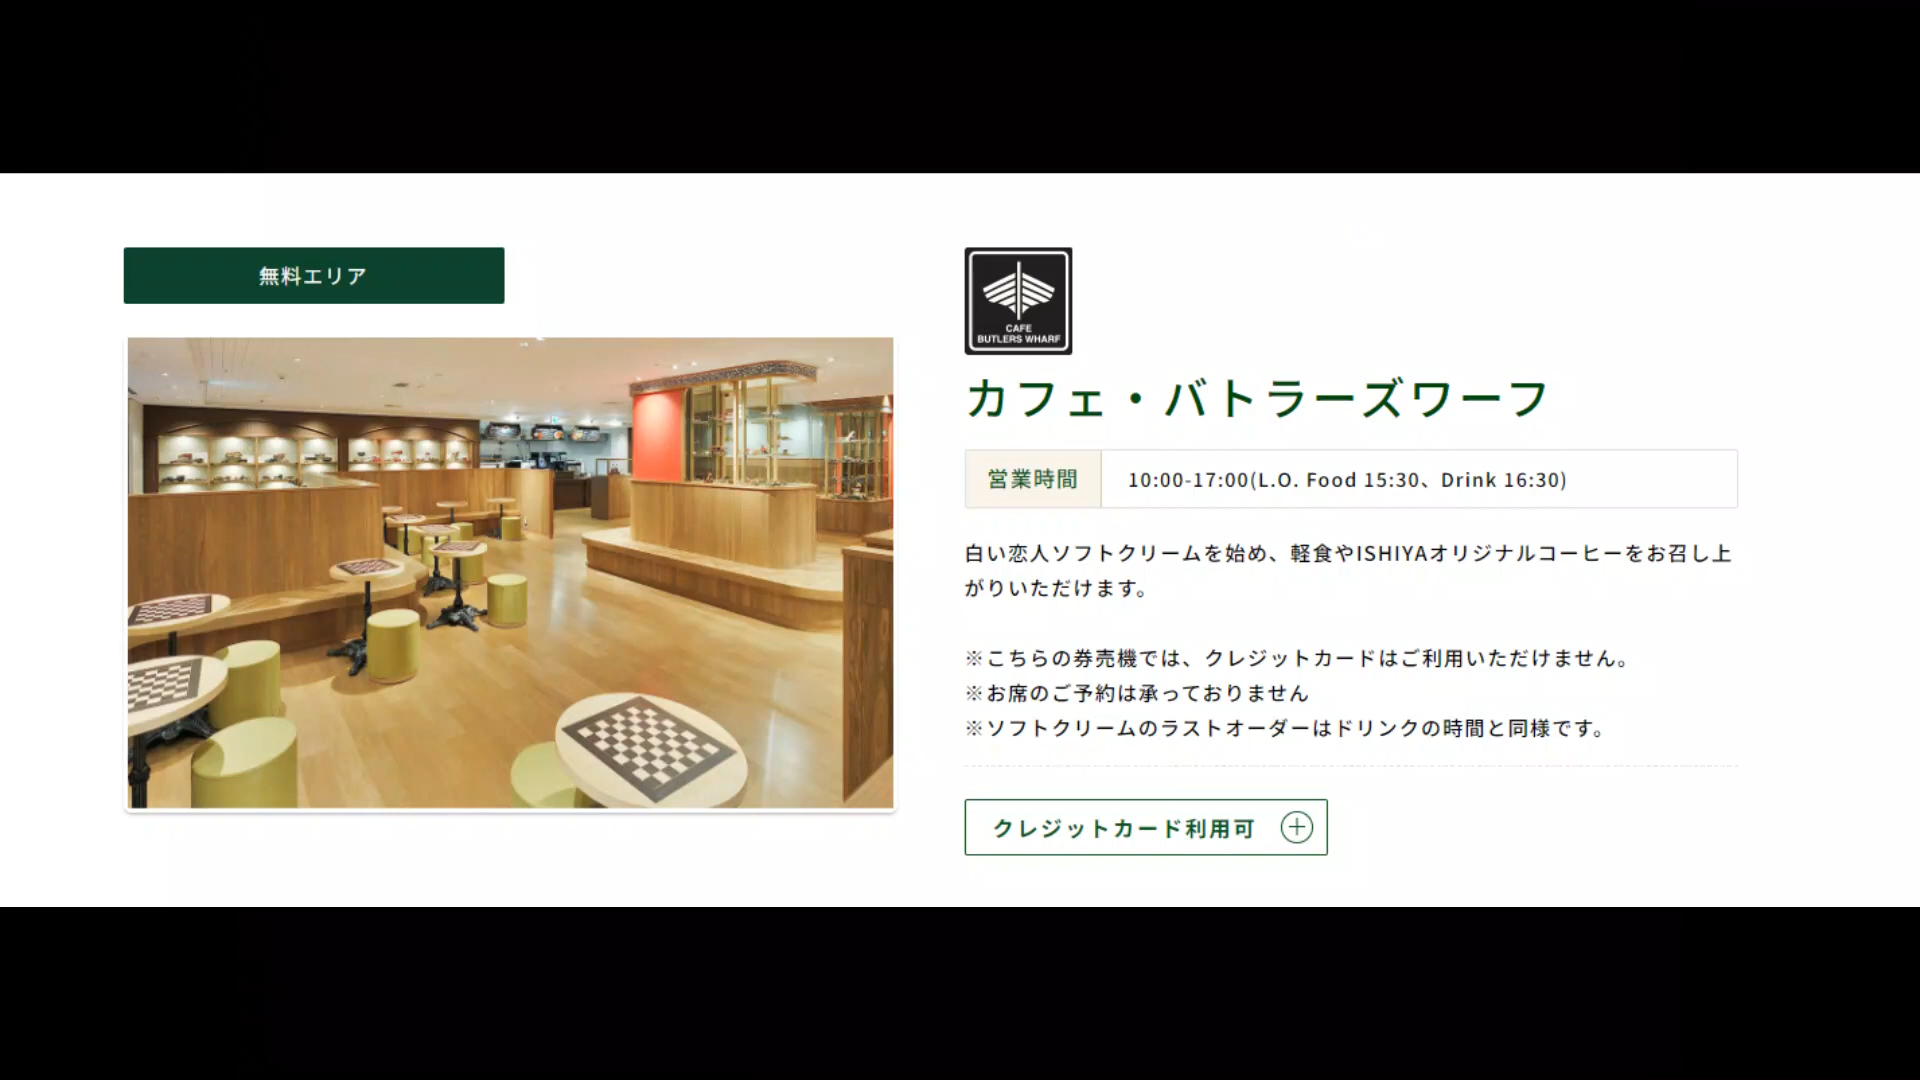 無料エリア
CAFE
BUTLERS WHARF
カフェ・バトラーズワーフ
営業時間
10:00-17:00(L.O. Food 15:30、Drink 16:30)
白い恋人ソフトクリームを始め、軽食やISHIYAオリジナルコーヒーをお召し上
がりいただけます。
※こちらの券売機では、クレジットカードはご利用いただけません。
※お席のご予約は承っておりません
※ソフトクリームのラストオーダーはドリンクの時間と同様です。
クレジットカード利用可